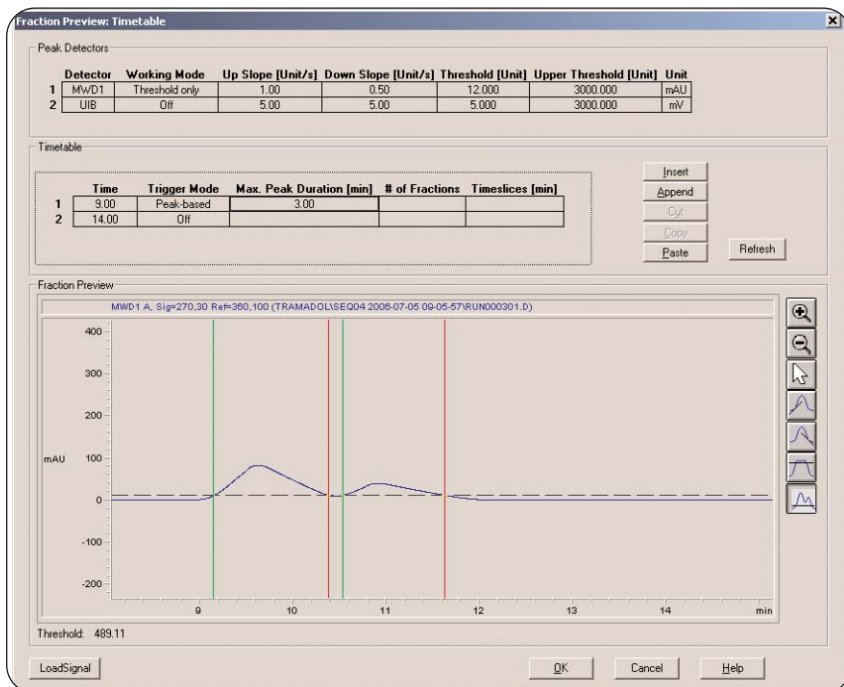 Fraction Preview: Timetable
Peak Detectors
Detector Working Mode Up Slope [Unit/s] Down Slope [Unit/s] Threshold [Unit] Upper Threshold [Unit] Unit
1 MWD1 Threshold only 1.00 0.50 12.000 3000.000 mAU
2 UIB Off 5.00 5.00 5.000 3000.000 mV
Timetable
Time Trigger Mode Max. Peak Duration [min] # of Fractions Timeslices [min]
1 9.00 Peak-based 3.00
2 14.00 Off
Insert
Append
Cut
Copy
Paste
Refresh
Fraction Preview
MWD1 A, Sig=270,30 Ref=360,100 (TRAMADOL\SEQ04 2006-07-05 09-05-57\RUN000301.D)
400
300
200
mAU
100
0
-100
-200
9 10 11 12 13 14 min
Threshold: 489.11
LoadSignal
OK
Cancel
Help